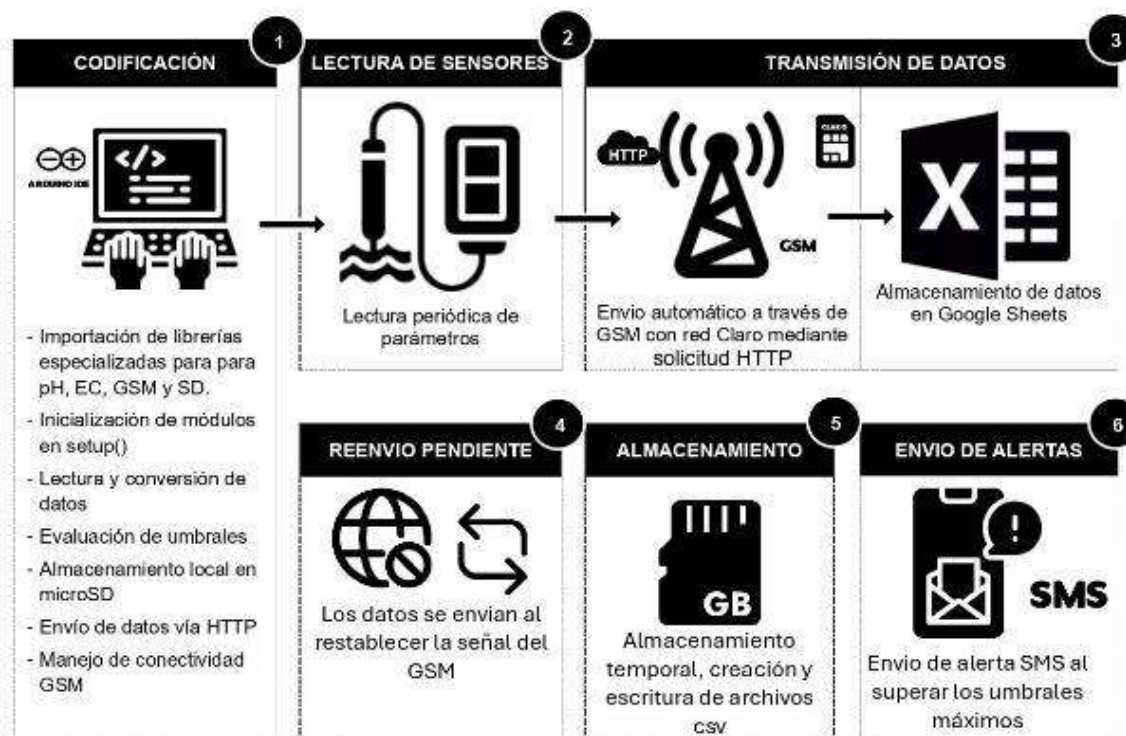 1
CODIFICACIÓN
</>
ARDUINO IDE
- Importación de librerías
especializadas para para
pH, EC, GSM y SD.
- Inicialización de módulos
en setup()
- Lectura y conversión de
datos
- Evaluación de umbrales
- Almacenamiento local en
microSD
- Envío de datos vía HTTP
- Manejo de conectividad
GSM
2
LECTURA DE SENSORES
Lectura periódica de
parámetros
3
TRANSMISIÓN DE DATOS
HTTP
CLARO
GSM
Envio automático a través de
GSM con red Claro mediante
solicitud HTTP
X
Almacenamiento de datos
en Google Sheets
4
REENVIO PENDIENTE
Los datos se envian al
restablecer la señal del
GSM
5
ALMACENAMIENTO
GB
Almacenamiento
temporal, creación y
escritura de archivos
csv
6
ENVIO DE ALERTAS
!
SMS
Envio de alerta SMS al
superar los umbrales
máximos